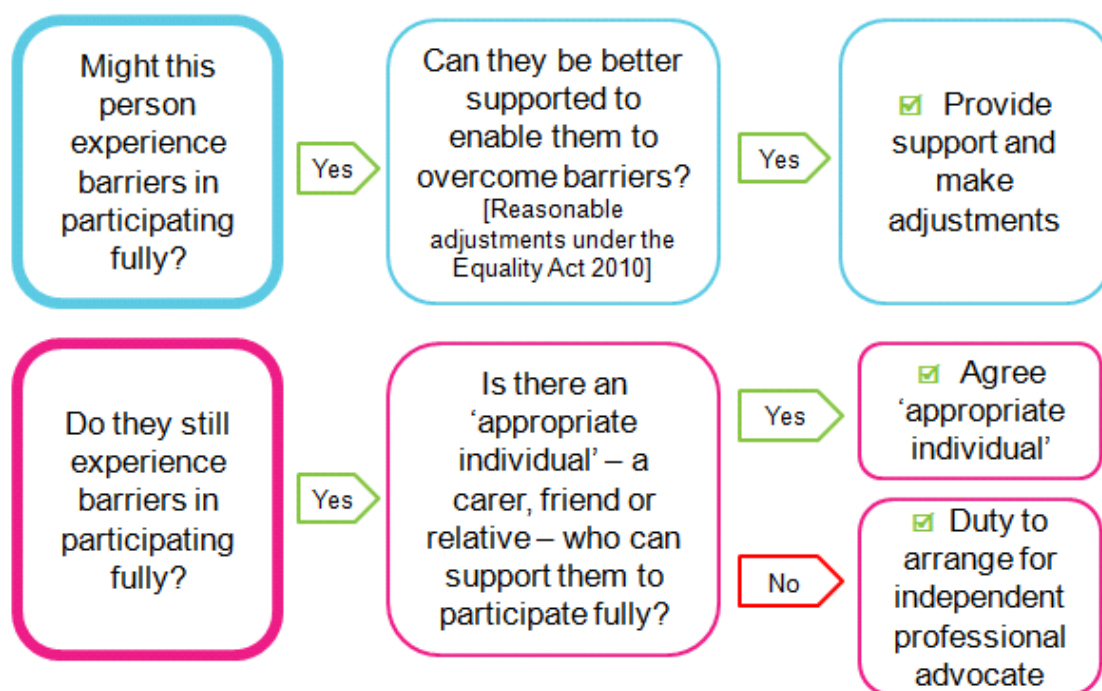 Might this
person
experience
barriers in
participating
fully?
Yes
Can they be better
supported to
enable them to
overcome barriers?
[Reasonable
adjustments under the
Equality Act 2010]
Yes
☑ Provide
support and
make
adjustments
Do they still
experience
barriers in
participating
fully?
Yes
Is there an
‘appropriate
individual’ – a
carer, friend or
relative – who can
support them to
participate fully?
Yes
☑ Agree
‘appropriate
individual’
No
☑ Duty to
arrange for
independent
professional
advocate